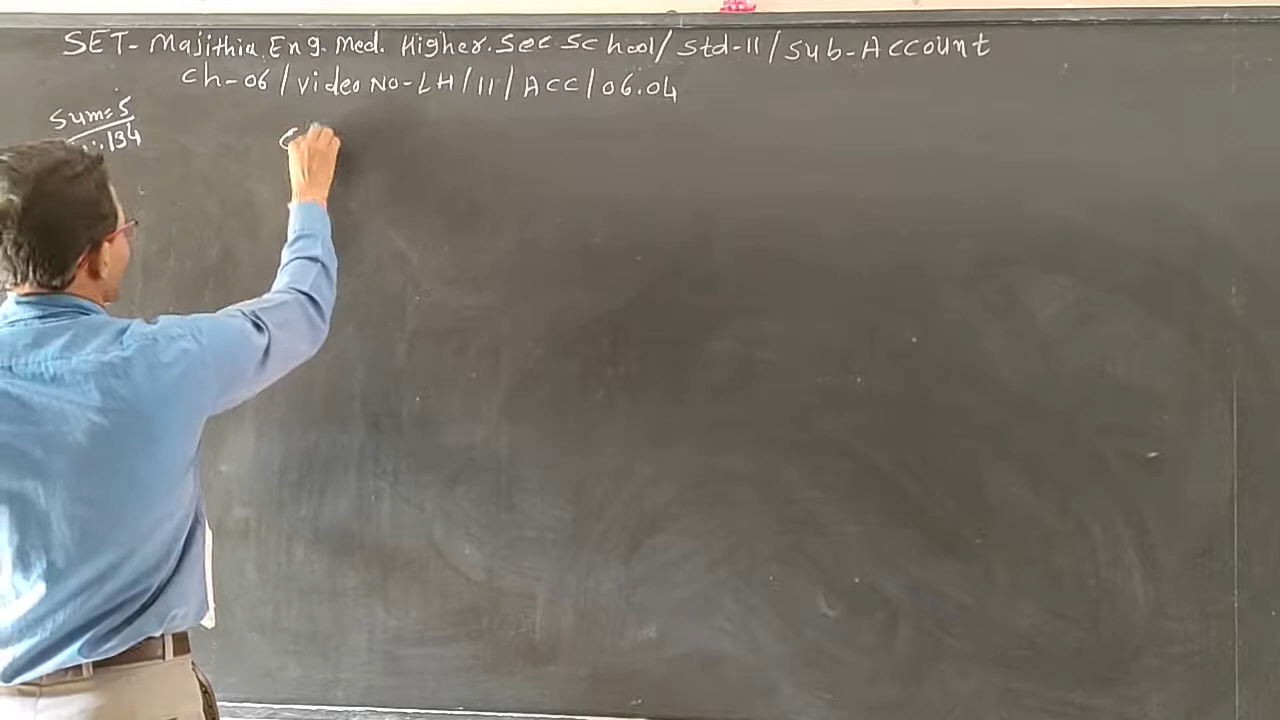 SET- Majithia Eng. Med. Higher. Sec School/ Std-11/ Sub-Account
Ch-06 / Video NO-LH/11/ ACC/06.04
Sum= 5
134